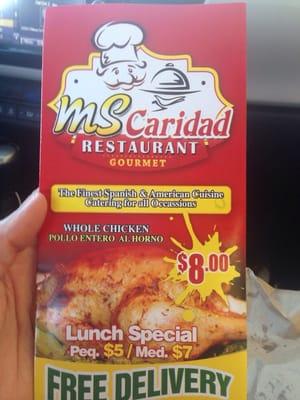 MS Caridad
RESTAURANT
GOURMET
The Finest Spanish & American Cuisine
Catering for all Occassions
WHOLE CHICKEN
POLLO ENTERO AL HORNO
$8.00
Lunch Special
Peq. $5 / Med. $7
FREE DELIVERY